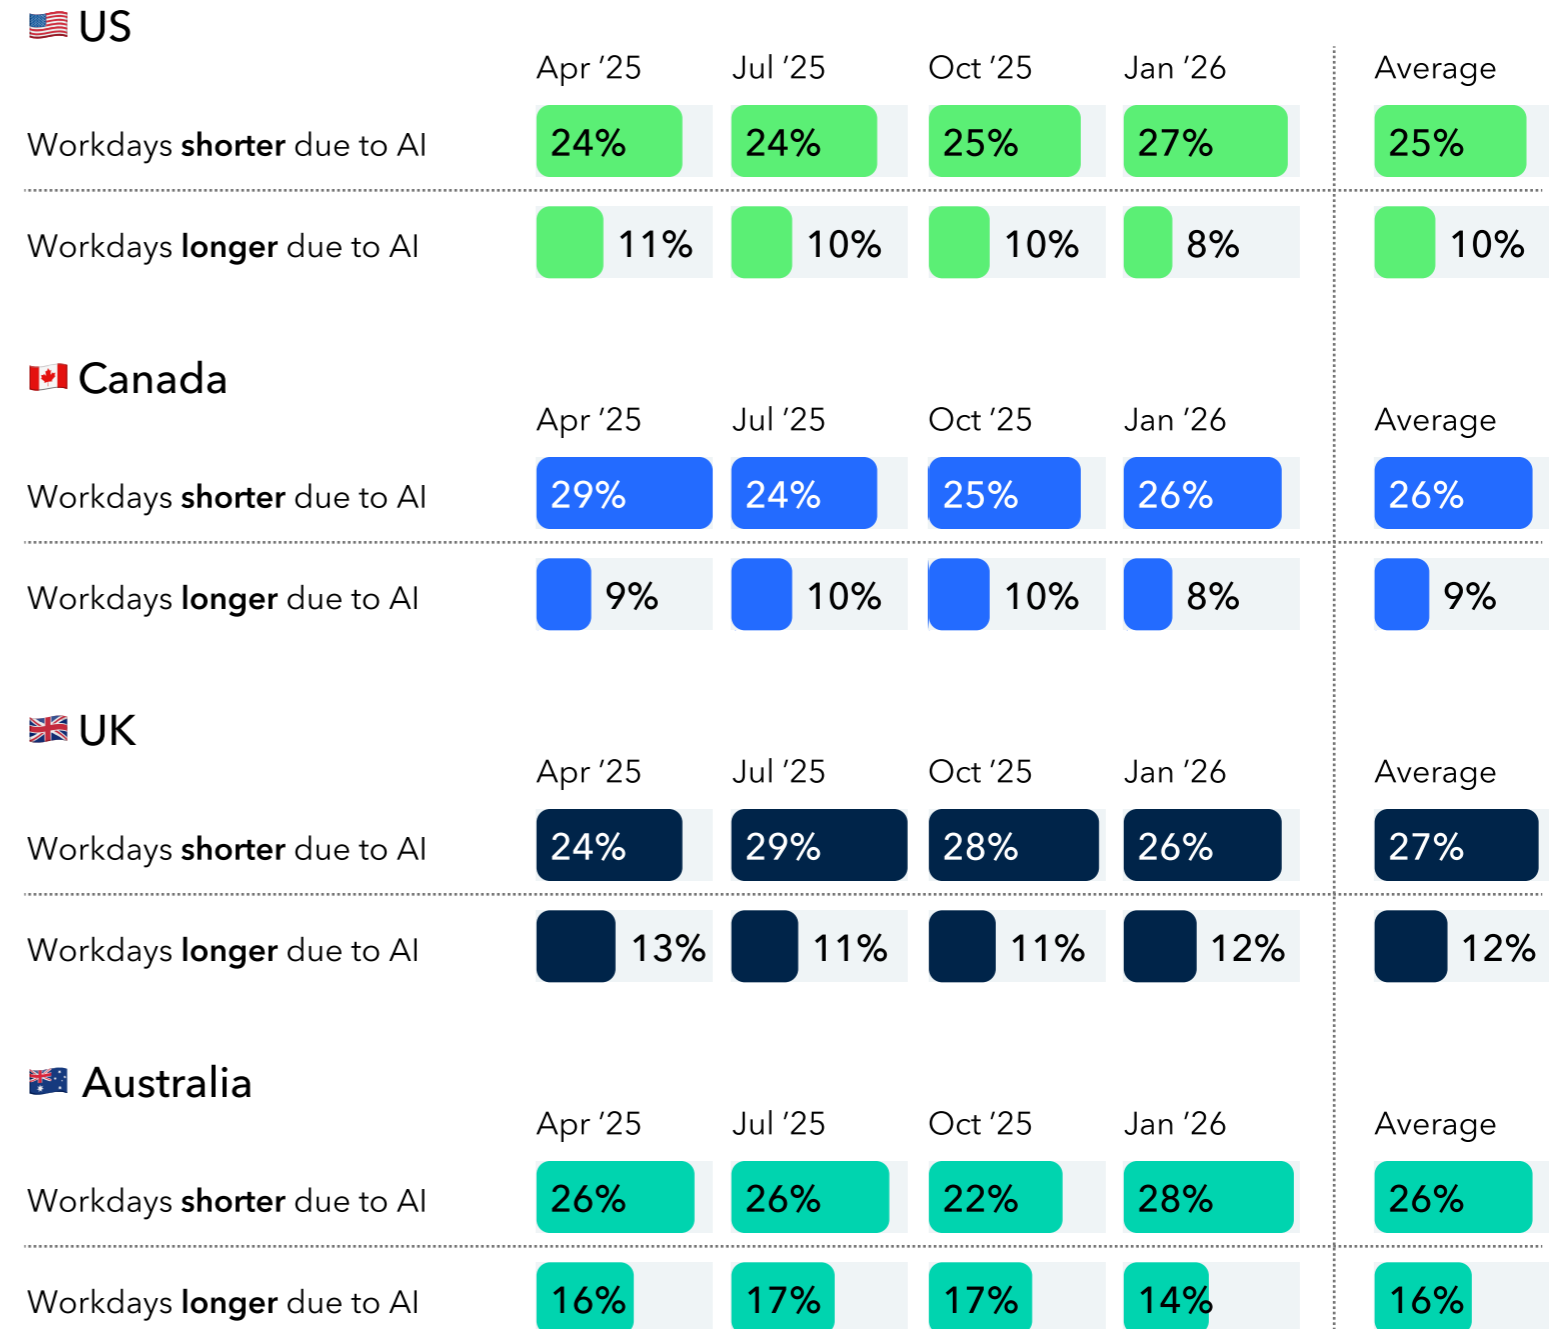 US
Apr ’25 Jul ’25 Oct ’25 Jan ’26 Average
Workdays shorter due to AI 24% 24% 25% 27% 25%
Workdays longer due to AI 11% 10% 10% 8% 10%
Canada
Apr ’25 Jul ’25 Oct ’25 Jan ’26 Average
Workdays shorter due to AI 29% 24% 25% 26% 26%
Workdays longer due to AI 9% 10% 10% 8% 9%
UK
Apr ’25 Jul ’25 Oct ’25 Jan ’26 Average
Workdays shorter due to AI 24% 29% 28% 26% 27%
Workdays longer due to AI 13% 11% 11% 12% 12%
Australia
Apr ’25 Jul ’25 Oct ’25 Jan ’26 Average
Workdays shorter due to AI 26% 26% 22% 28% 26%
Workdays longer due to AI 16% 17% 17% 14% 16%